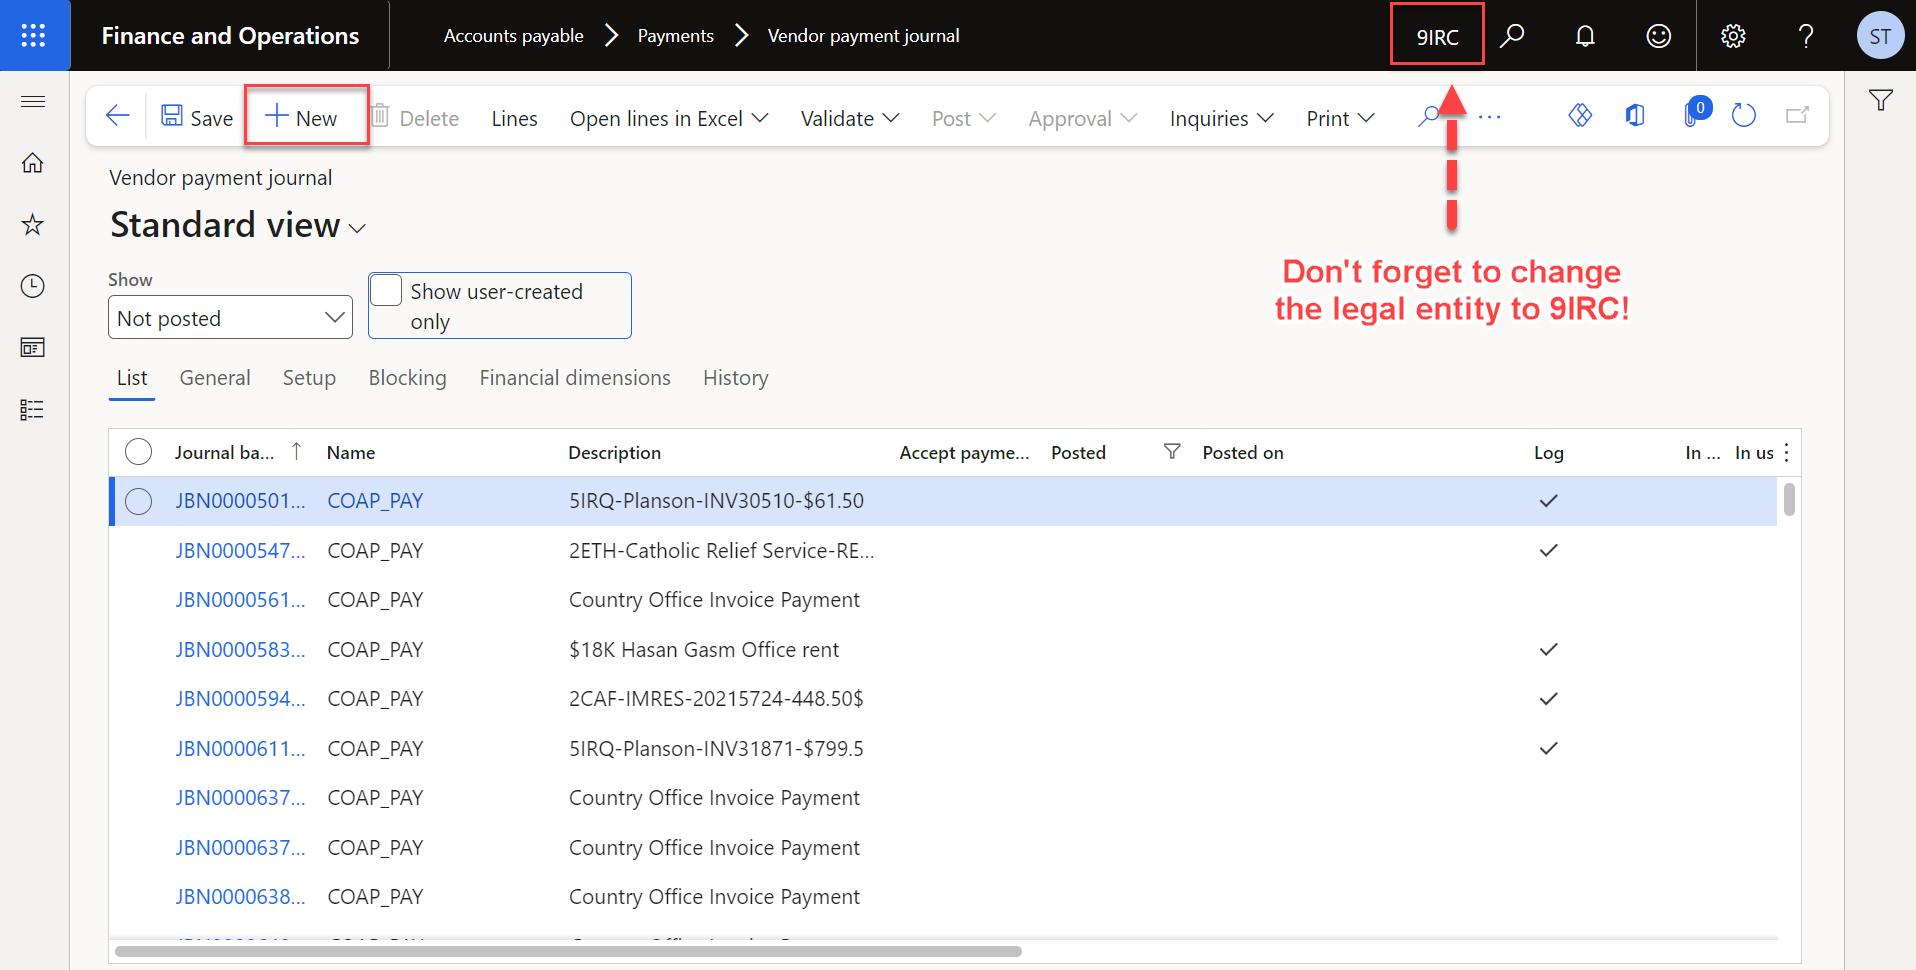 Finance and Operations
Accounts payable
Payments
Vendor payment journal
9IRC
ST
Save
New
Delete
Lines
Open lines in Excel
Validate
Post
Approval
Inquiries
Print
...
0
Vendor payment journal
Standard view
Show
Not posted
Show user-created
only
Don't forget to change
the legal entity to 9IRC!
List General Setup Blocking Financial dimensions History
Journal ba... Name Description Accept payme... Posted Posted on Log In ... In us
JBN0000501... COAP_PAY 5IRQ-Planson-INV30510-$61.50
JBN0000547... COAP_PAY 2ETH-Catholic Relief Service-RE...
JBN0000561... COAP_PAY Country Office Invoice Payment
JBN0000583... COAP_PAY $18K Hasan Gasm Office rent
JBN0000594... COAP_PAY 2CAF-IMRES-20215724-448.50$
JBN0000611... COAP_PAY 5IRQ-Planson-INV31871-$799.5
JBN0000637... COAP_PAY Country Office Invoice Payment
JBN0000637... COAP_PAY Country Office Invoice Payment
JBN0000638... COAP_PAY Country Office Invoice Payment